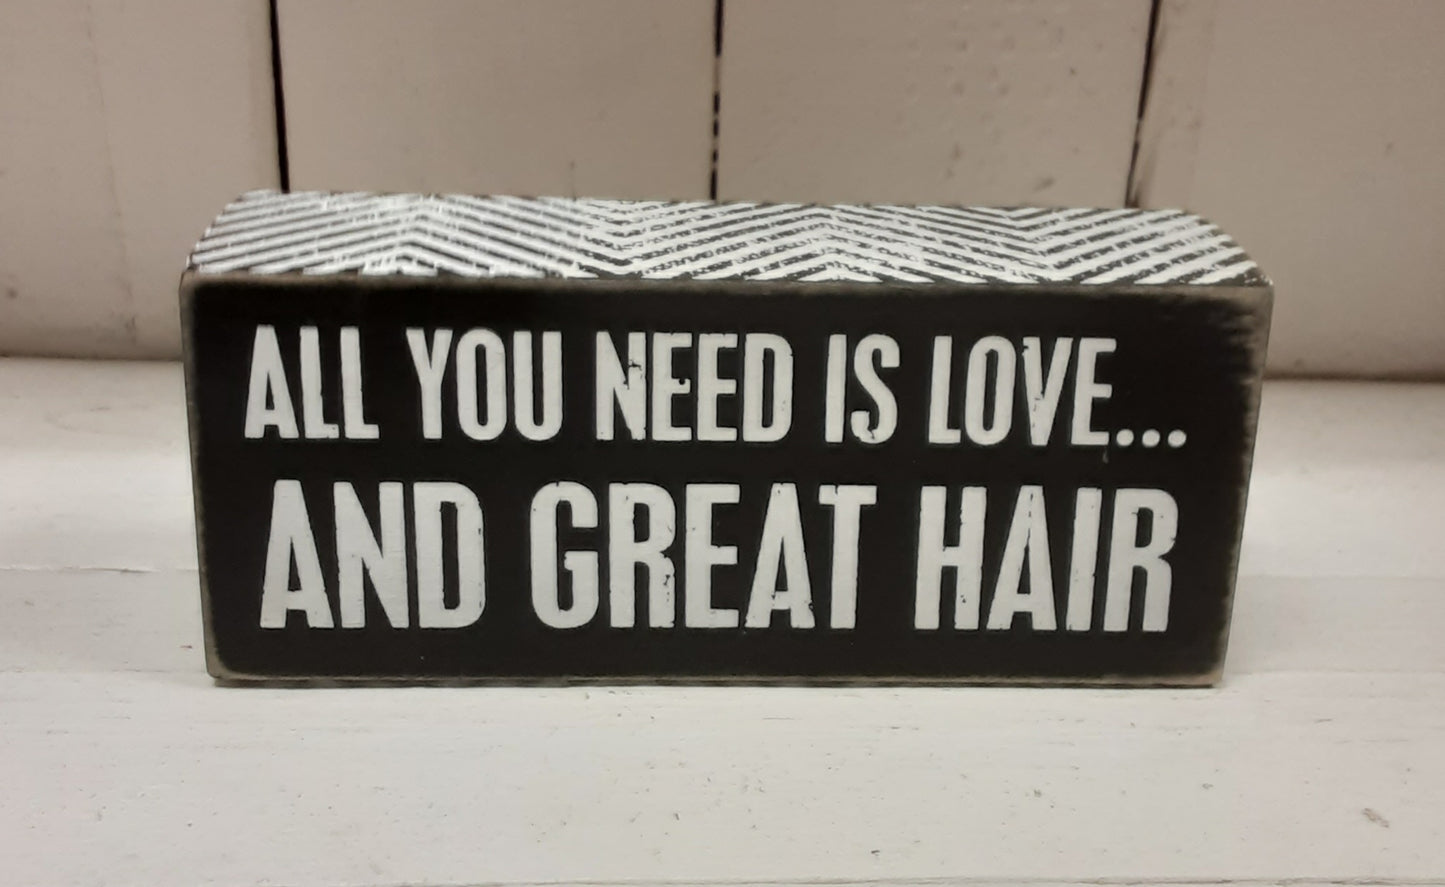 ALL YOU NEED IS LOVE...
AND GREAT HAIR